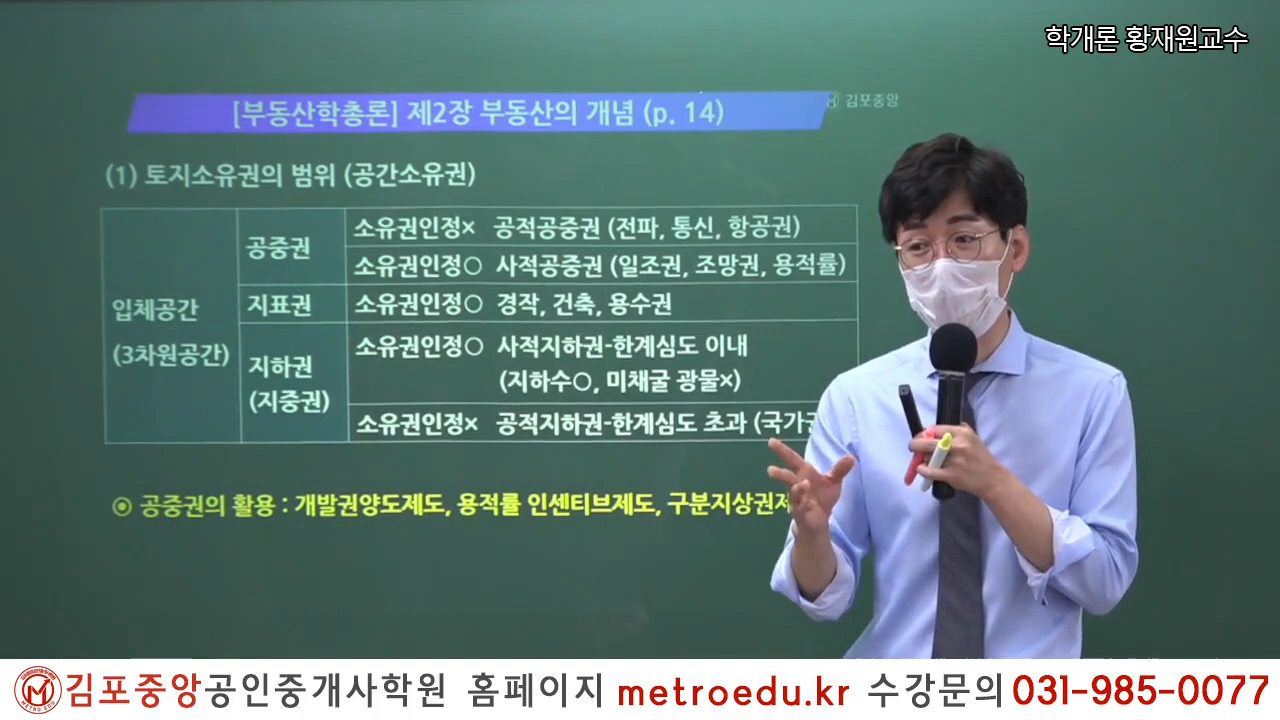 학개론 황재원교수
[부동산학총론] 제2장 부동산의 개념 (p. 14)
김포중앙
(1) 토지소유권의 범위 (공간소유권)
입체공간
(3차원공간)
공중권
소유권인정× 공적공중권 (전파, 통신, 항공권)
소유권인정○ 사적공중권 (일조권, 조망권, 용적률)
지표권
소유권인정○ 경작, 건축, 용수권
지하권
(지중권)
소유권인정○ 사적지하권-한계심도 이내
(지하수○, 미채굴 광물×)
소유권인정× 공적지하권-한계심도 초과 (국가
◉ 공중권의 활용 : 개발권양도제도, 용적률 인센티브제도, 구분지상권
METRO EDU
김포중앙공인중개사학원 홈페이지 metroedu.kr 수강문의 031-985-0077